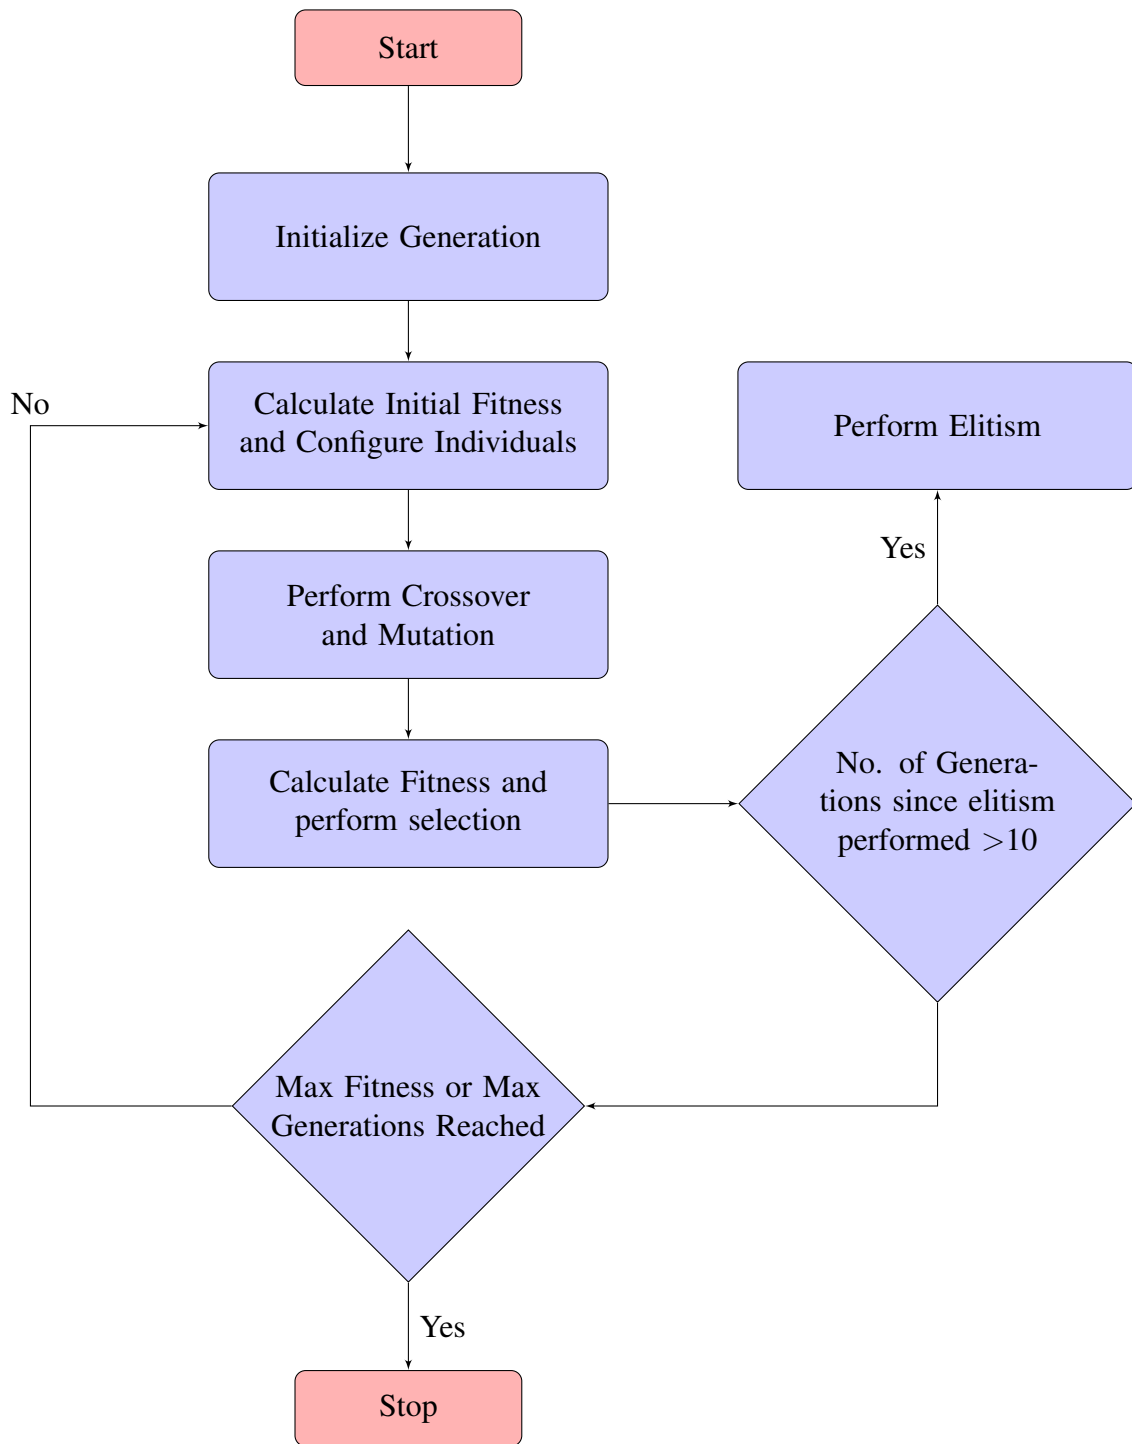 Start
Initialize Generation
Calculate Initial Fitness
and Configure Individuals
No
Perform Elitism
Yes
Perform Crossover
and Mutation
Calculate Fitness and
perform selection
No. of Genera-
tions since elitism
performed >10
Max Fitness or Max
Generations Reached
Yes
Stop